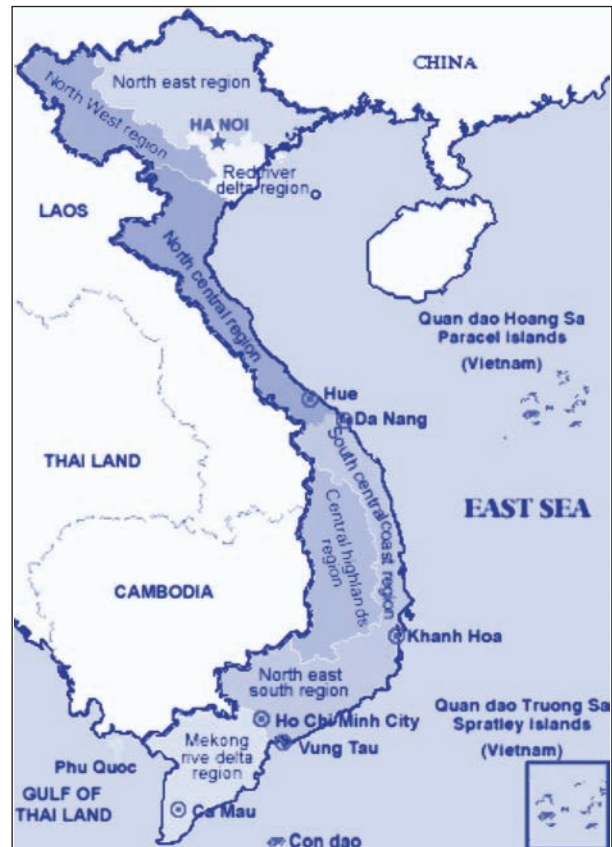 CHINA
North east region
North West region
HA NOI
Red river
delta region
LAOS
North central region
Quan dao Hoang Sa
Paracel islands
(Vietnam)
Hue
Da Nang
THAI LAND
South central coast region
EAST SEA
Central highlands
region
CAMBODIA
Khanh Hoa
North east
south region
Quan dao Truong Sa
Spratley Islands
(Vietnam)
Ho Chi Minh City
Mekong
rive delta
region
Vung Tau
Phu Quoc
GULF OF
THAI LAND
Ca Mau
Con dao